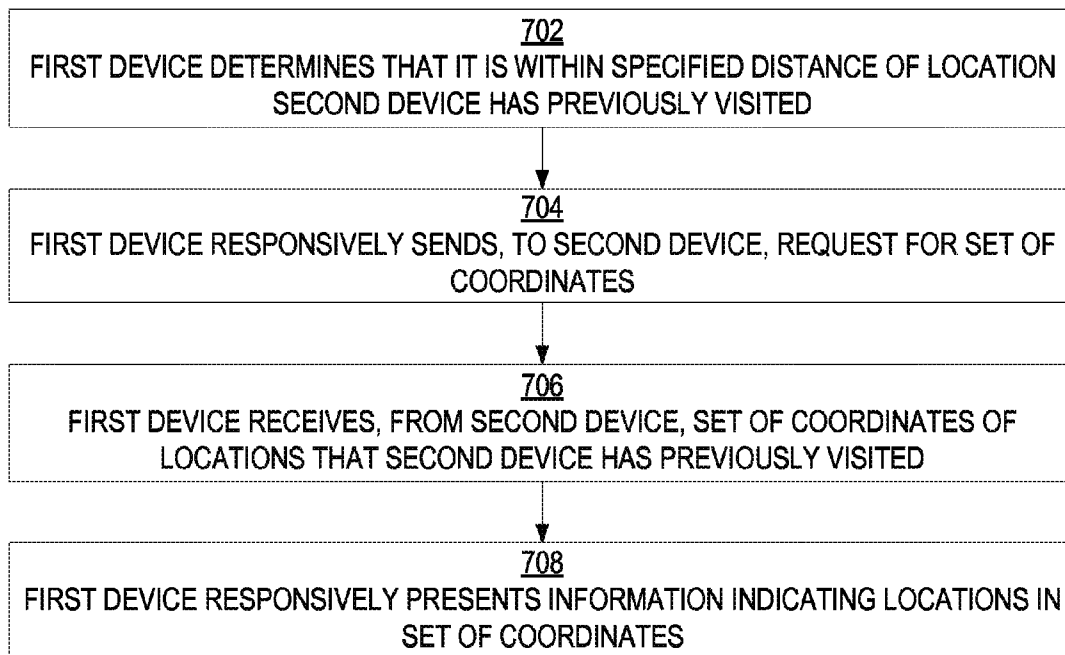 702
FIRST DEVICE DETERMINES THAT IT IS WITHIN SPECIFIED DISTANCE OF LOCATION
SECOND DEVICE HAS PREVIOUSLY VISITED
704
FIRST DEVICE RESPONSIVELY SENDS, TO SECOND DEVICE, REQUEST FOR SET OF
COORDINATES
706
FIRST DEVICE RECEIVES, FROM SECOND DEVICE, SET OF COORDINATES OF
LOCATIONS THAT SECOND DEVICE HAS PREVIOUSLY VISITED
708
FIRST DEVICE RESPONSIVELY PRESENTS INFORMATION INDICATING LOCATIONS IN
SET OF COORDINATES